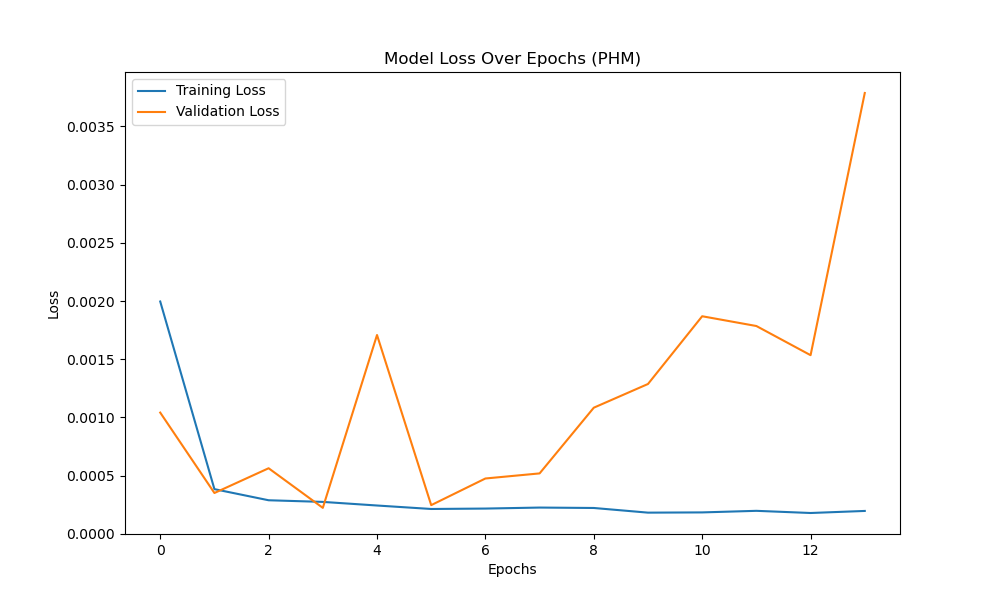 Model Loss Over Epochs (PHM)
Training Loss
Validation Loss
0.0035
0.0030
0.0025
0.0020
0.0015
0.0010
0.0005
0.0000
Loss
0 2 4 6 8 10 12
Epochs